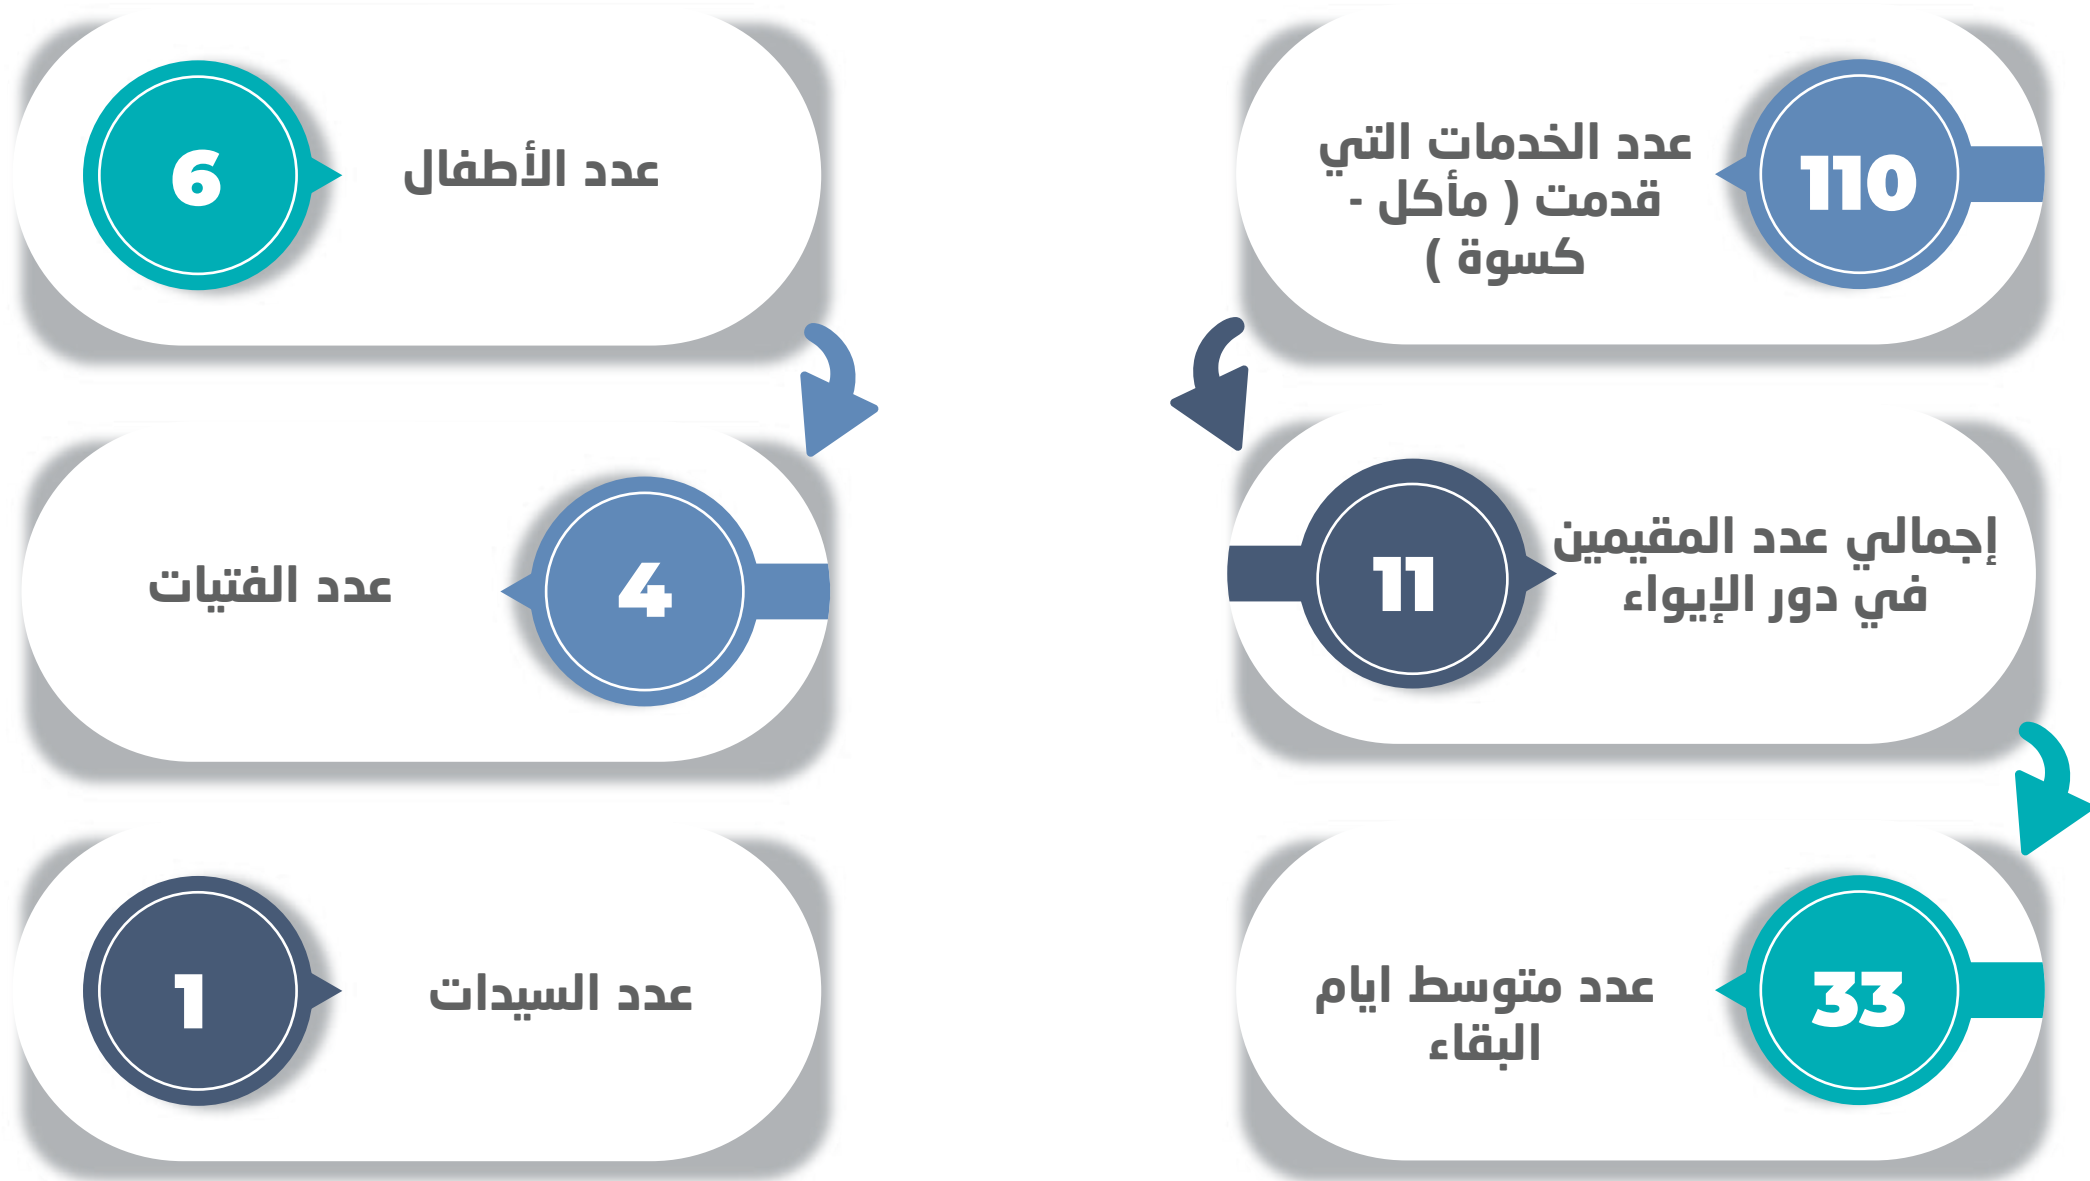 110
عدد الخدمات التي
قدمت ( مأكل -
كسوة )
11
إجمالي عدد المقيمين
في دور الإيواء
33
عدد متوسط ايام
البقاء
6
عدد الأطفال
4
عدد الفتيات
1
عدد السيدات